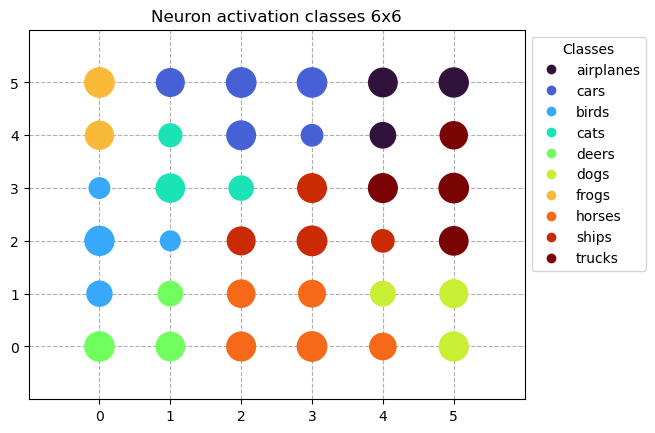 Neuron activation classes 6x6
Classes
airplanes
cars
birds
cats
deers
dogs
frogs
horses
ships
trucks
5
4
3
2
1
0
0 1 2 3 4 5